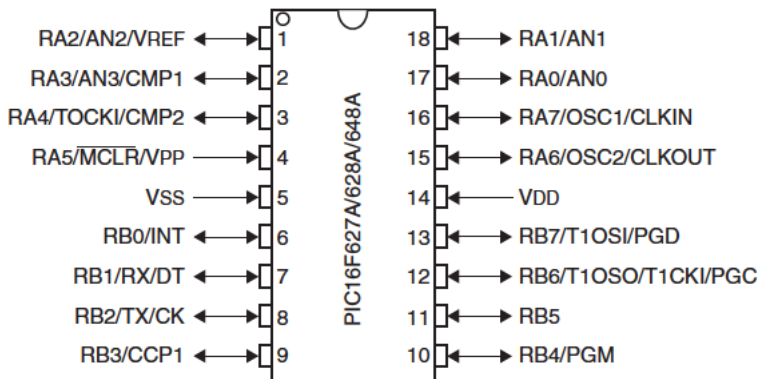 RA2/AN2/VREF 1 18 RA1/AN1
RA3/AN3/CMP1 2 17 RA0/AN0
RA4/TOCKI/CMP2 3 16 RA7/OSC1/CLKIN
RA5/MCLR/VPP 4 15 RA6/OSC2/CLKOUT
VSS 5 14 VDD
RB0/INT 6 13 RB7/T1OSI/PGD
RB1/RX/DT 7 12 RB6/T1OSO/T1CKI/PGC
RB2/TX/CK 8 11 RB5
RB3/CCP1 9 10 RB4/PGM
PIC16F627A/628A/648A